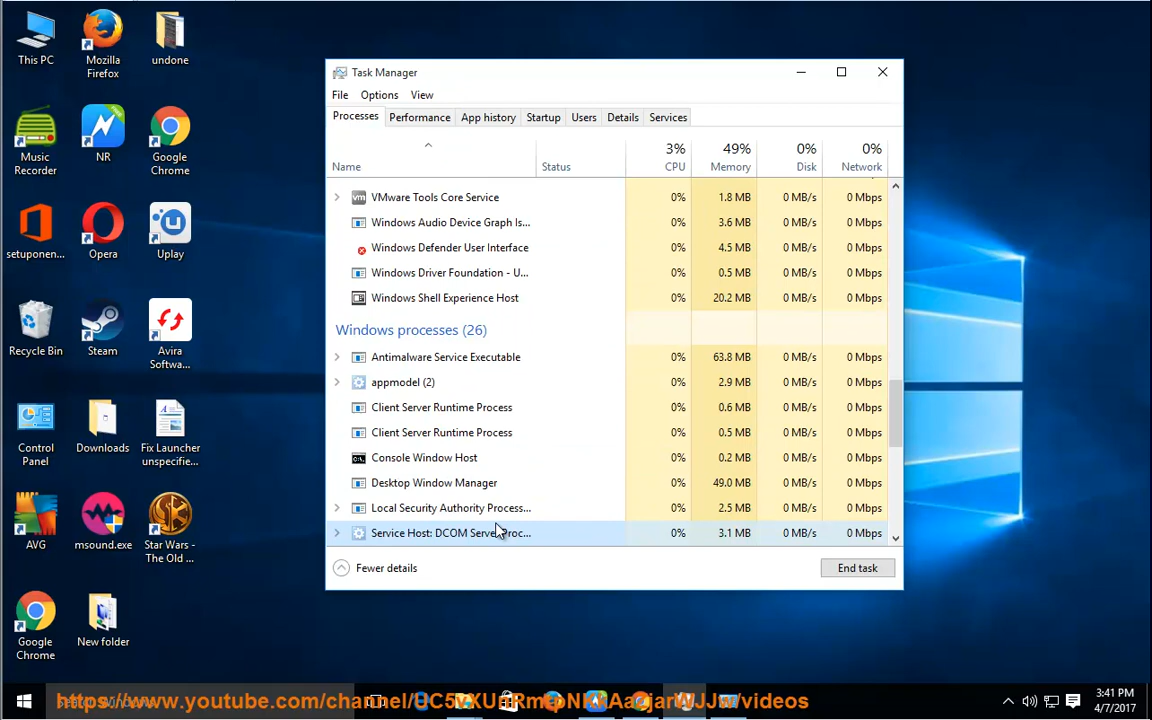 This PC
Mozilla
Firefox
undone
Music
Recorder
NR
Google
Chrome
setuponen...
Opera
Uplay
Recycle Bin
Steam
Avira
Softwa...
Control
Panel
Downloads
Fix Launcher
unspecifie...
AVG
msound.exe
Star Wars -
The Old ...
Google
Chrome
New folder
Task Manager
File Options View
Processes Performance App history Startup Users Details Services
3% 49% 0% 0%
Name Status CPU Memory Disk Network
VMware Tools Core Service 0% 1.8 MB 0 MB/s 0 Mbps
Windows Audio Device Graph Is... 0% 3.6 MB 0 MB/s 0 Mbps
Windows Defender User Interface 0% 4.5 MB 0 MB/s 0 Mbps
Windows Driver Foundation - U... 0% 0.5 MB 0 MB/s 0 Mbps
Windows Shell Experience Host 0% 20.2 MB 0 MB/s 0 Mbps
Windows processes (26)
Antimalware Service Executable 0% 63.8 MB 0 MB/s 0 Mbps
appmodel (2) 0% 2.9 MB 0 MB/s 0 Mbps
Client Server Runtime Process 0% 0.6 MB 0 MB/s 0 Mbps
Client Server Runtime Process 0% 0.5 MB 0 MB/s 0 Mbps
Console Window Host 0% 0.2 MB 0 MB/s 0 Mbps
Desktop Window Manager 0% 49.0 MB 0 MB/s 0 Mbps
Local Security Authority Process... 0% 2.5 MB 0 MB/s 0 Mbps
Service Host: DCOM Server Proc... 0% 3.1 MB 0 MB/s 0 Mbps
Fewer details End task
3:41 PM
4/7/2017